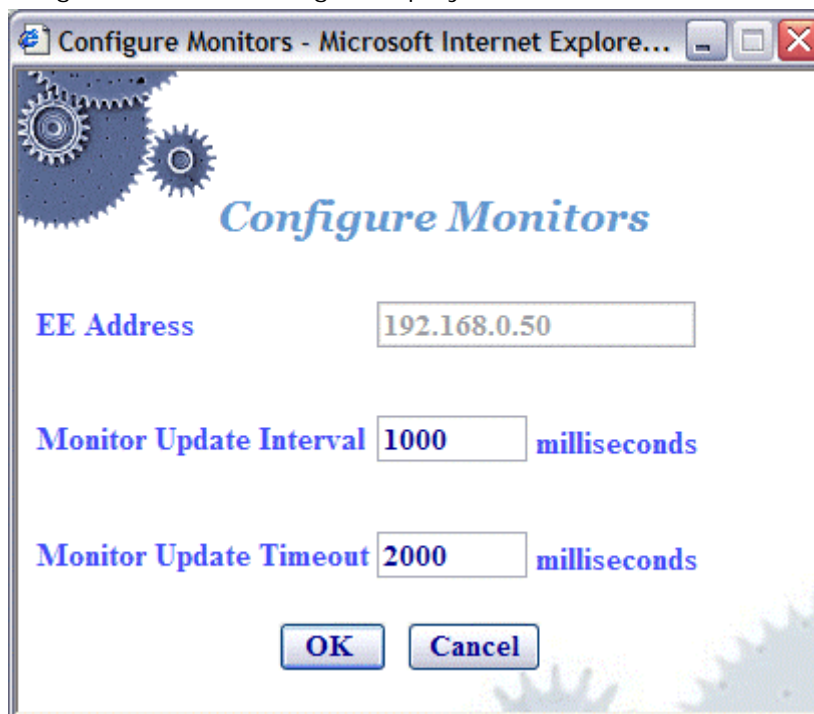 Configure Monitors - Microsoft Internet Explore...
Configure Monitors
EE Address 192.168.0.50
Monitor Update Interval 1000 milliseconds
Monitor Update Timeout 2000 milliseconds
OK Cancel